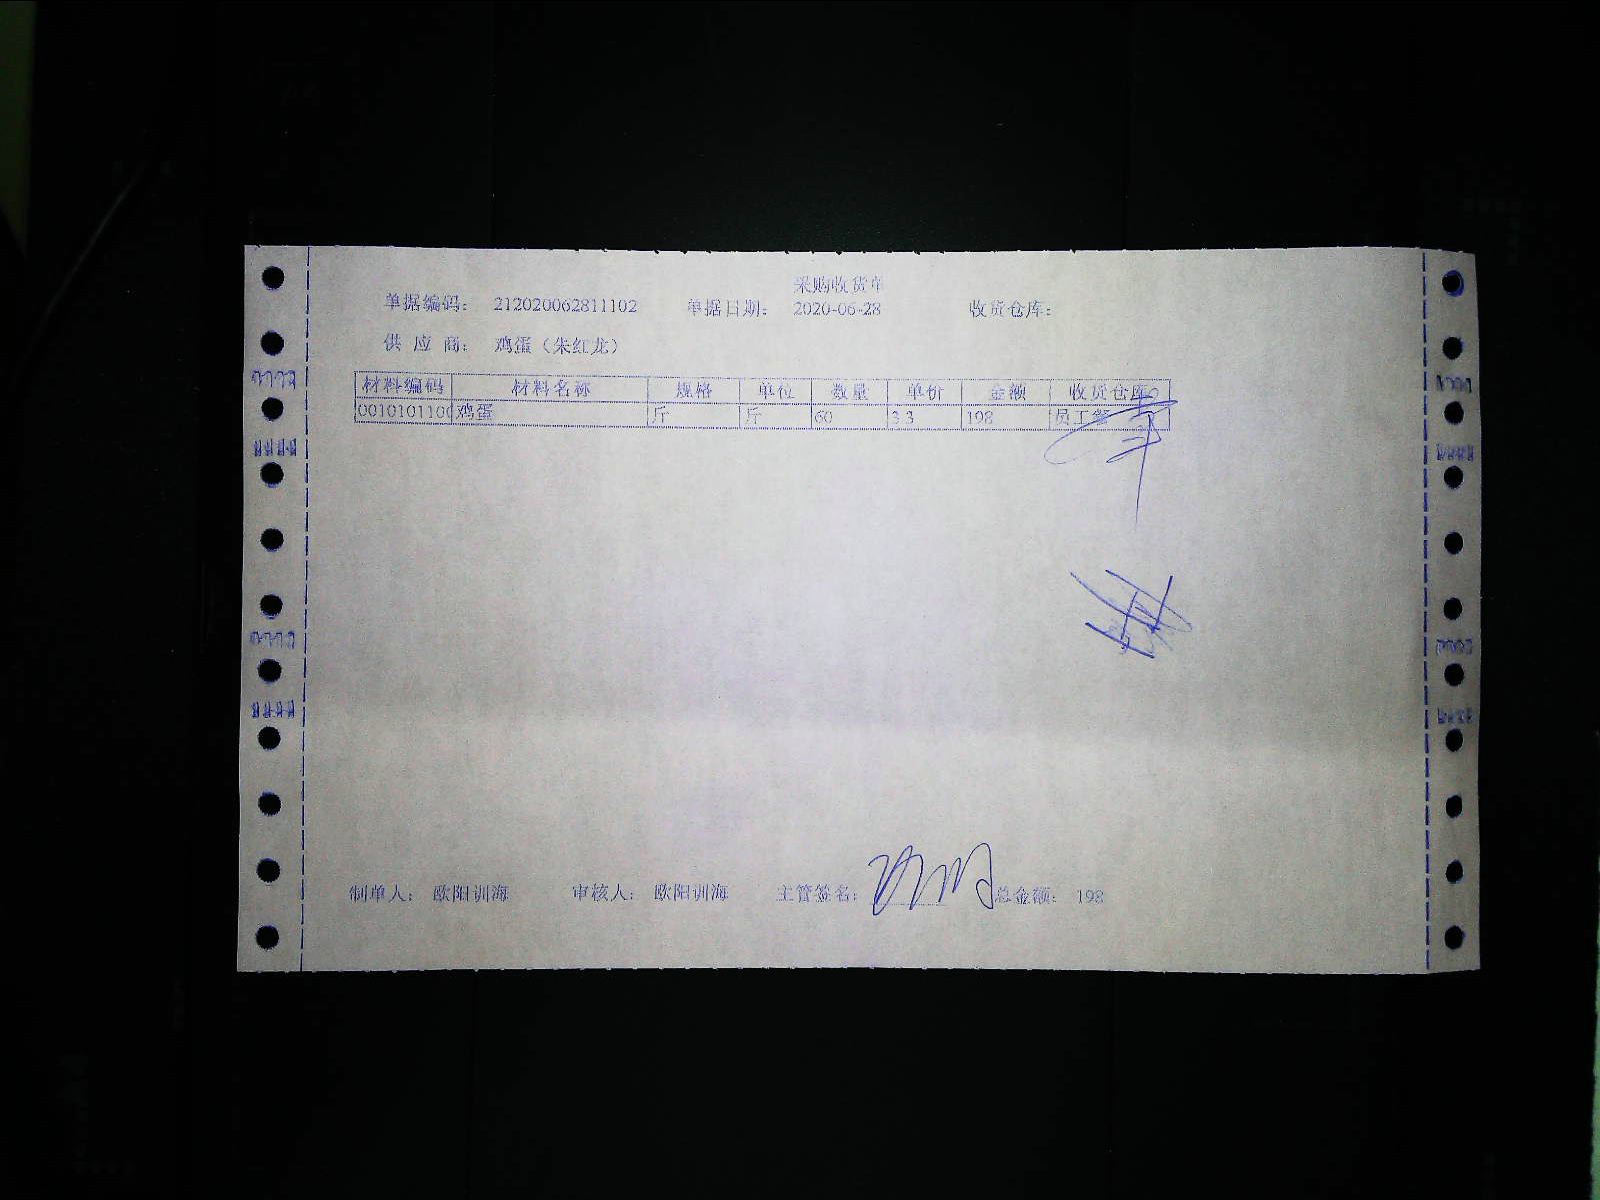 采购收货单
单据编码： 212020062811102 单据日期： 2020-06-28 收货仓库：
供 应 商： 鸡蛋（朱红龙）
材料编码 材料名称 规格 单位 数量 单价 金额 收货仓库
0010101100 鸡蛋 斤 斤 60 3.3 198 员工餐
制单人： 欧阳训海 审核人： 欧阳训海 主管签名： 总金额： 198